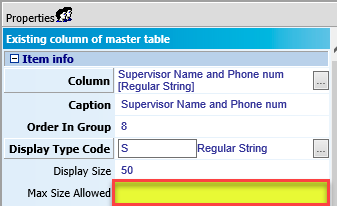 Properties
Existing column of master table
Item info
Column Supervisor Name and Phone num
[Regular String] ...
Caption Supervisor Name and Phone num
Order In Group 8
Display Type Code S Regular String ...
Display Size 50
Max Size Allowed